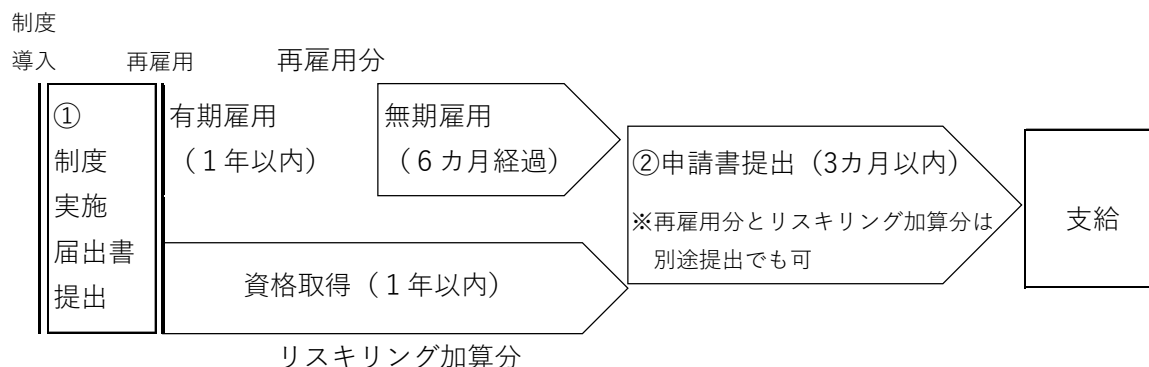 制度
導入 再雇用 再雇用分
①
制度
実施
届出書
提出
有期雇用
（１年以内）
無期雇用
（６カ月経過）
②申請書提出（3カ月以内）
※再雇用分とリスキリング加算分は
別途提出でも可
支給
資格取得（１年以内）
リスキリング加算分